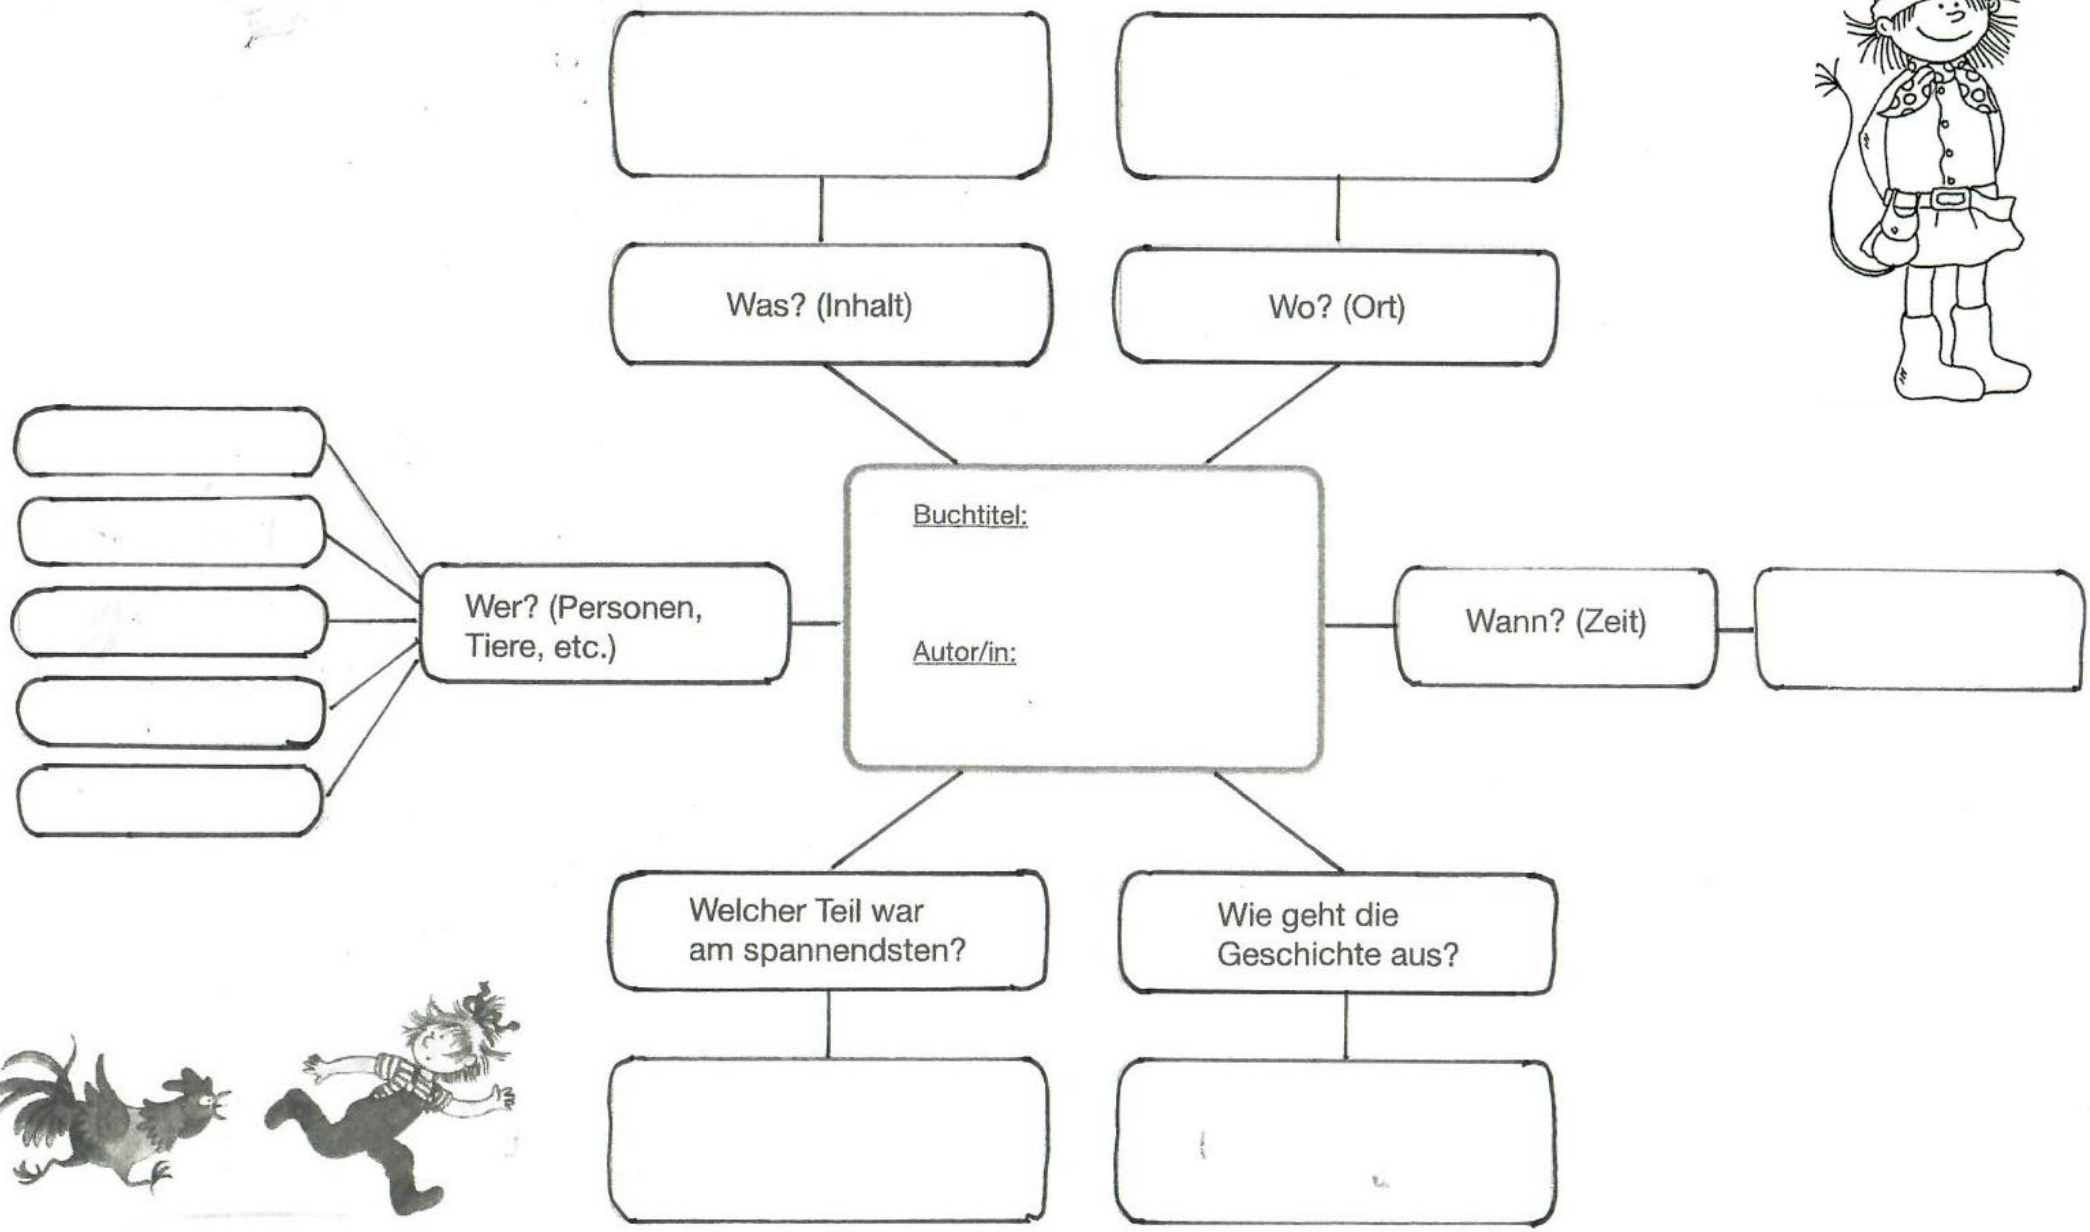 Was? (Inhalt)
Wo? (Ort)
Buchtitel:
Autor/in:
Wer? (Personen,
Tiere, etc.)
Wann? (Zeit)
Welcher Teil war
am spannendsten?
Wie geht die
Geschichte aus?